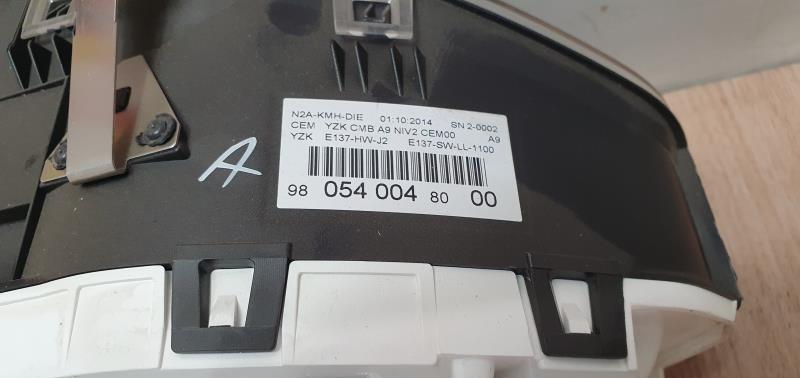 N2A-KMH-DIE 01:10:2014 SN 2-0002
CEM YZK CMB A9 NIV2 CEM00 A9
YZK E137-HW-J2 E137-SW-LL-1100
98 054 004 80 00
A